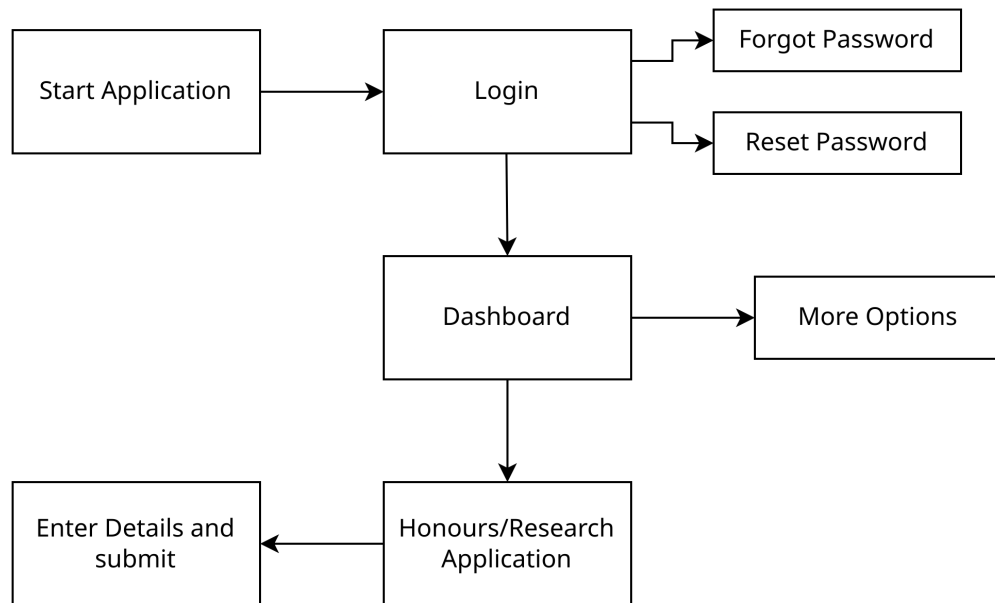 Start Application
Login
Forgot Password
Reset Password
Dashboard
More Options
Enter Details and
submit
Honours/Research
Application